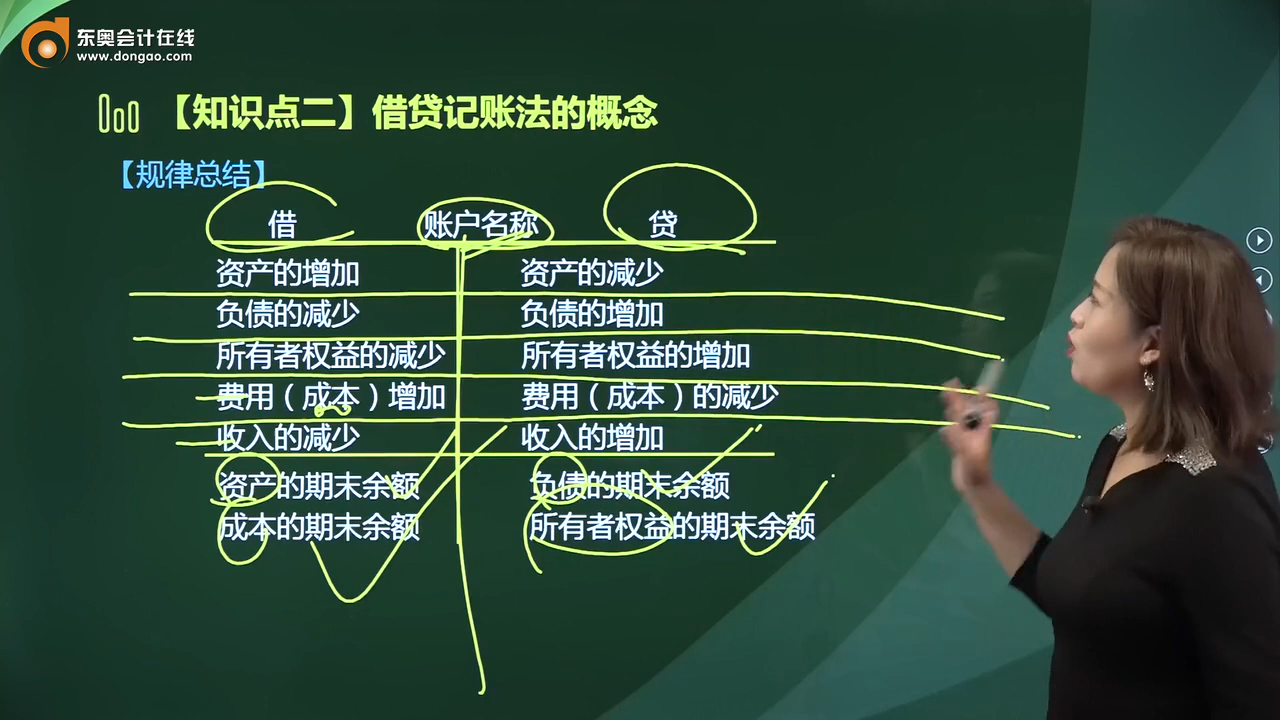 东奥会计在线
www.dongao.com
【知识点二】借贷记账法的概念
【规律总结】
借 账户名称 贷
资产的增加 资产的减少
负债的减少 负债的增加
所有者权益的减少 所有者权益的增加
费用（成本）增加 费用（成本）的减少
收入的减少 收入的增加
资产的期末余额 负债的期末余额
成本的期末余额 所有者权益的期末余额